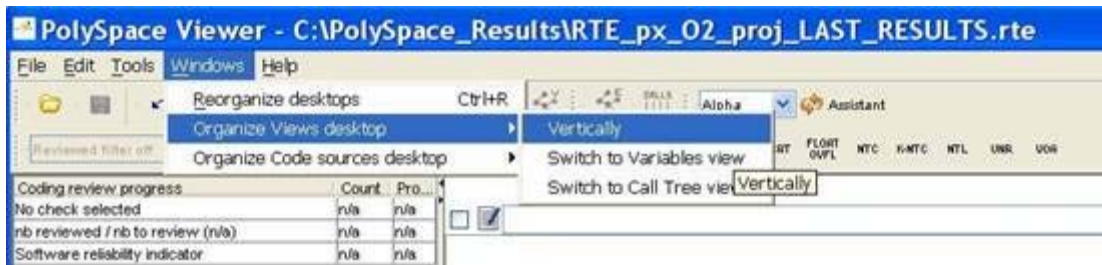 PolySpace Viewer - C:\PolySpace_Results\RTE_px_O2_proj_LAST_RESULTS.rte
File Edit Tools Windows Help
Reorganize desktops Ctrl+R
Alpha Assistant
Organize Views desktop
Vertically
Reviewed filter off
Organize Code sources desktop
Switch to Variables view
FLOAT OVFL NTC K-NTC NTL UNR VOA
Coding review progress Count Pro...
Switch to Call Tree
Vertically
No check selected n/a n/a
nb reviewed / nb to review (n/a) n/a n/a
Software reliability indicator n/a n/a